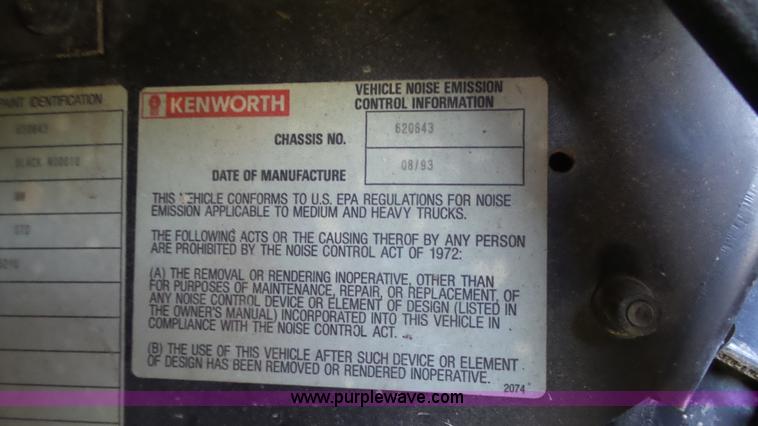 PAINT IDENTIFICATION
620643
BLACK N0001U
STD
KENWORTH
VEHICLE NOISE EMISSION
CONTROL INFORMATION
CHASSIS NO.
620643
DATE OF MANUFACTURE
08/93
THIS VEHICLE CONFORMS TO U.S. EPA REGULATIONS FOR NOISE
EMISSION APPLICABLE TO MEDIUM AND HEAVY TRUCKS.
THE FOLLOWING ACTS OR THE CAUSING THEROF BY ANY PERSON
ARE PROHIBITED BY THE NOISE CONTROL ACT OF 1972:
(A) THE REMOVAL OR RENDERING INOPERATIVE, OTHER THAN
FOR PURPOSES OF MAINTENANCE, REPAIR, OR REPLACEMENT, OF
ANY NOISE CONTROL DEVICE OR ELEMENT OF DESIGN (LISTED IN
THE OWNER'S MANUAL) INCORPORATED INTO THIS VEHICLE IN
COMPLIANCE WITH THE NOISE CONTROL ACT.
(B) THE USE OF THIS VEHICLE AFTER SUCH DEVICE OR ELEMENT
OF DESIGN HAS BEEN REMOVED OR RENDERED INOPERATIVE.
2074
www.purplewave.com